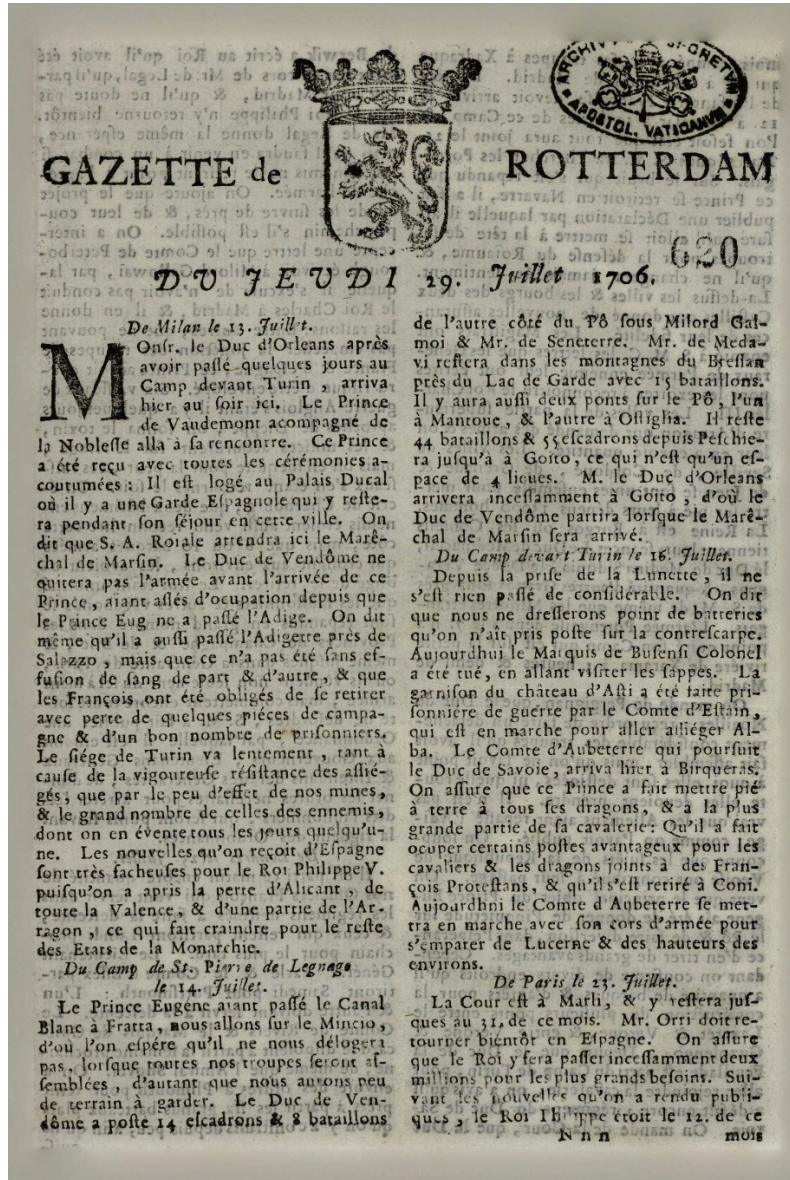 GAZETTE de ROTTERDAM
ARCHIVVM SECRETVM APOSTOL. VATICANVM
620
DU JEUDI 29. Juillet 1706.
De Milan le 13. Juillet.
MOnsr. le Duc d'Orleans après
avoir passé quelques jours au
Camp devant Turin, arriva
hier au soir ici. Le Prince
de Vaudemont acompagné de
la Noblesse alla à sa rencontre. Ce Prince
a été reçu avec toutes les cérémonies a-
coutumées: Il est logé au Palais Ducal
où il y a une Garde Espagnole qui y reste-
ra pendant son séjour en cette ville. On
dit que S. A. Roiale attendra ici le Maré-
chal de Marsin. Le Duc de Vendôme ne
quitera pas l'armée avant l'arrivée de ce
Prince, aiant assés d'ocupation depuis que
le Prince Eug ne a passé l'Adige. On dit
même qu'il a aussi passé l'Adigette près de
Salazzo, mais que ce n'a pas été sans ef-
fusion de sang de part & d'autre, & que
les François ont été obligés de se retirer
avec perte de quelques piéces de campa-
gne & d'un bon nombre de prisonniers.
Le siége de Turin va lentement, tant à
cause de la vigoureuse résistance des assié-
gés, que par le peu d'effet de nos mines,
& le grand nombre de celles des ennemis,
dont on en évente tous les jours quelqu'u-
ne. Les nouvelles qu'on reçoit d'Espagne
sont très facheuses pour le Roi Philippe V.
puisqu'on a apris la perte d'Alicant, de
toute la Valence, & d'une partie de l'Ar-
ragon, ce qui fait craindre pour le reste
des Etats de la Monarchie.
Du Camp de St. Pierre de Legnago
le 14. Juillet.
Le Prince Eugéne aiant passé le Canal
Blanc à Fratta, nous allons sur le Mincio,
d'où l'on espére qu'il ne nous délogera
pas, lorsque toutes nos troupes seront as-
semblées, d'autant que nous aurons peu
de terrain à garder. Le Duc de Ven-
dôme a posté 14 escadrons & 8 bataillons
de l'autre côté du Pô sous Milord Gal-
moi & Mr. de Seneterre. Mr. de Meda-
vi restera dans les montagnes du Bressan
près du Lac de Garde avec 15 bataillons.
Il y aura aussi deux ponts sur le Pô, l'un
à Mantoue, & l'autre à Ostiglia. Il reste
44 bataillons & 55 escadrons depuis Peschie-
ra jusqu'à à Goito, ce qui n'est qu'un es-
pace de 4 lieues. M. le Duc d'Orleans
arrivera incessamment à Goito, d'où le
Duc de Vendôme partira lorsque le Maré-
chal de Marsin sera arrivé.
Du Camp devant Turin le 16. Juillet.
Depuis la prise de la Lunette, il ne
s'est rien passé de considérable. On dit
que nous ne dresserons point de batteries
qu'on n'aît pris poste sur la contrescarpe.
Aujourdhui le Marquis de Busensi Colonel
a été tué, en allant visiter les sappes. La
garnison du château d'Asti a été faite pri-
sonniére de guerre par le Comte d'Estain,
qui est en marche pour aller assiéger Al-
ba. Le Comte d'Aubeterre qui poursuit
le Duc de Savoie, arriva hier à Birqueras.
On assure que ce Prince a fait mettre pié
à terre à tous ses dragons, & à la plus
grande partie de sa cavalerie: Qu'il a fait
ocuper certains postes avantageux pour les
cavaliers & les dragons joints à des Fran-
çois Protestans, & qu'il s'est retiré à Coni.
Aujourdhni le Comte d'Aubeterre se met-
tra en marche avec son cors d'armée pour
s'emparer de Lucerne & des hauteurs des
environs.
De Paris le 23. Juillet.
La Cour est à Marli, & y restera jus-
ques au 31. de ce mois. Mr. Orri doit re-
tourner bientôt en Espagne. On assure
que le Roi y fera passer incessamment deux
millions pour les plus grands besoins. Sui-
vant les nouvelles qu'on a rendu publi-
ques, le Roi Philippe étoit le 12. de ce
N n n mois